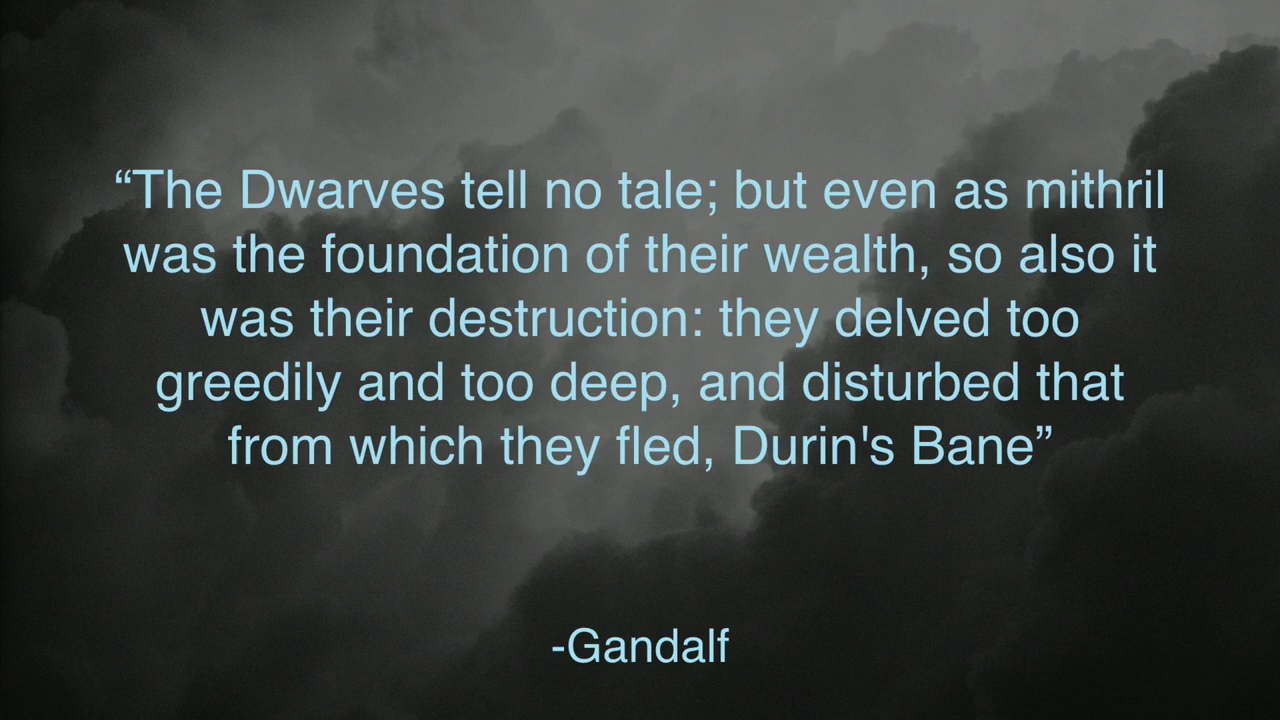 “The Dwarves tell no tale; but even as mithril
was the foundation of their wealth, so also it
was their destruction: they delved too
greedily and too deep, and disturbed that
from which they fled, Durin's Bane”
-Gandalf